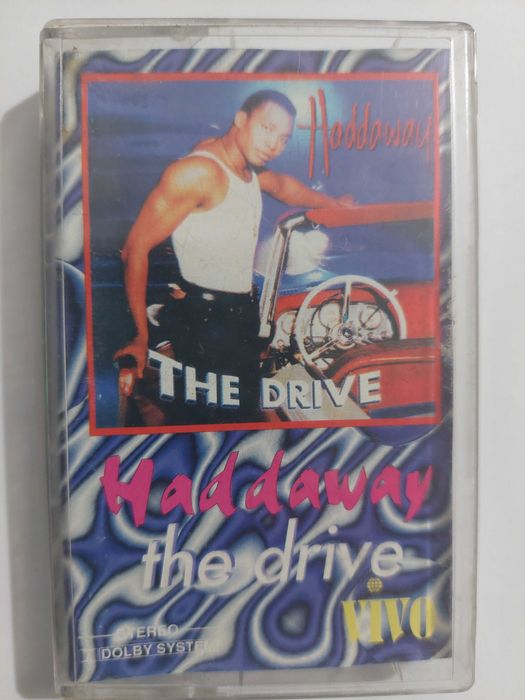 Haddaway
THE DRIVE
Haddaway
the drive
VIVO
STEREO
DOLBY SYSTEM